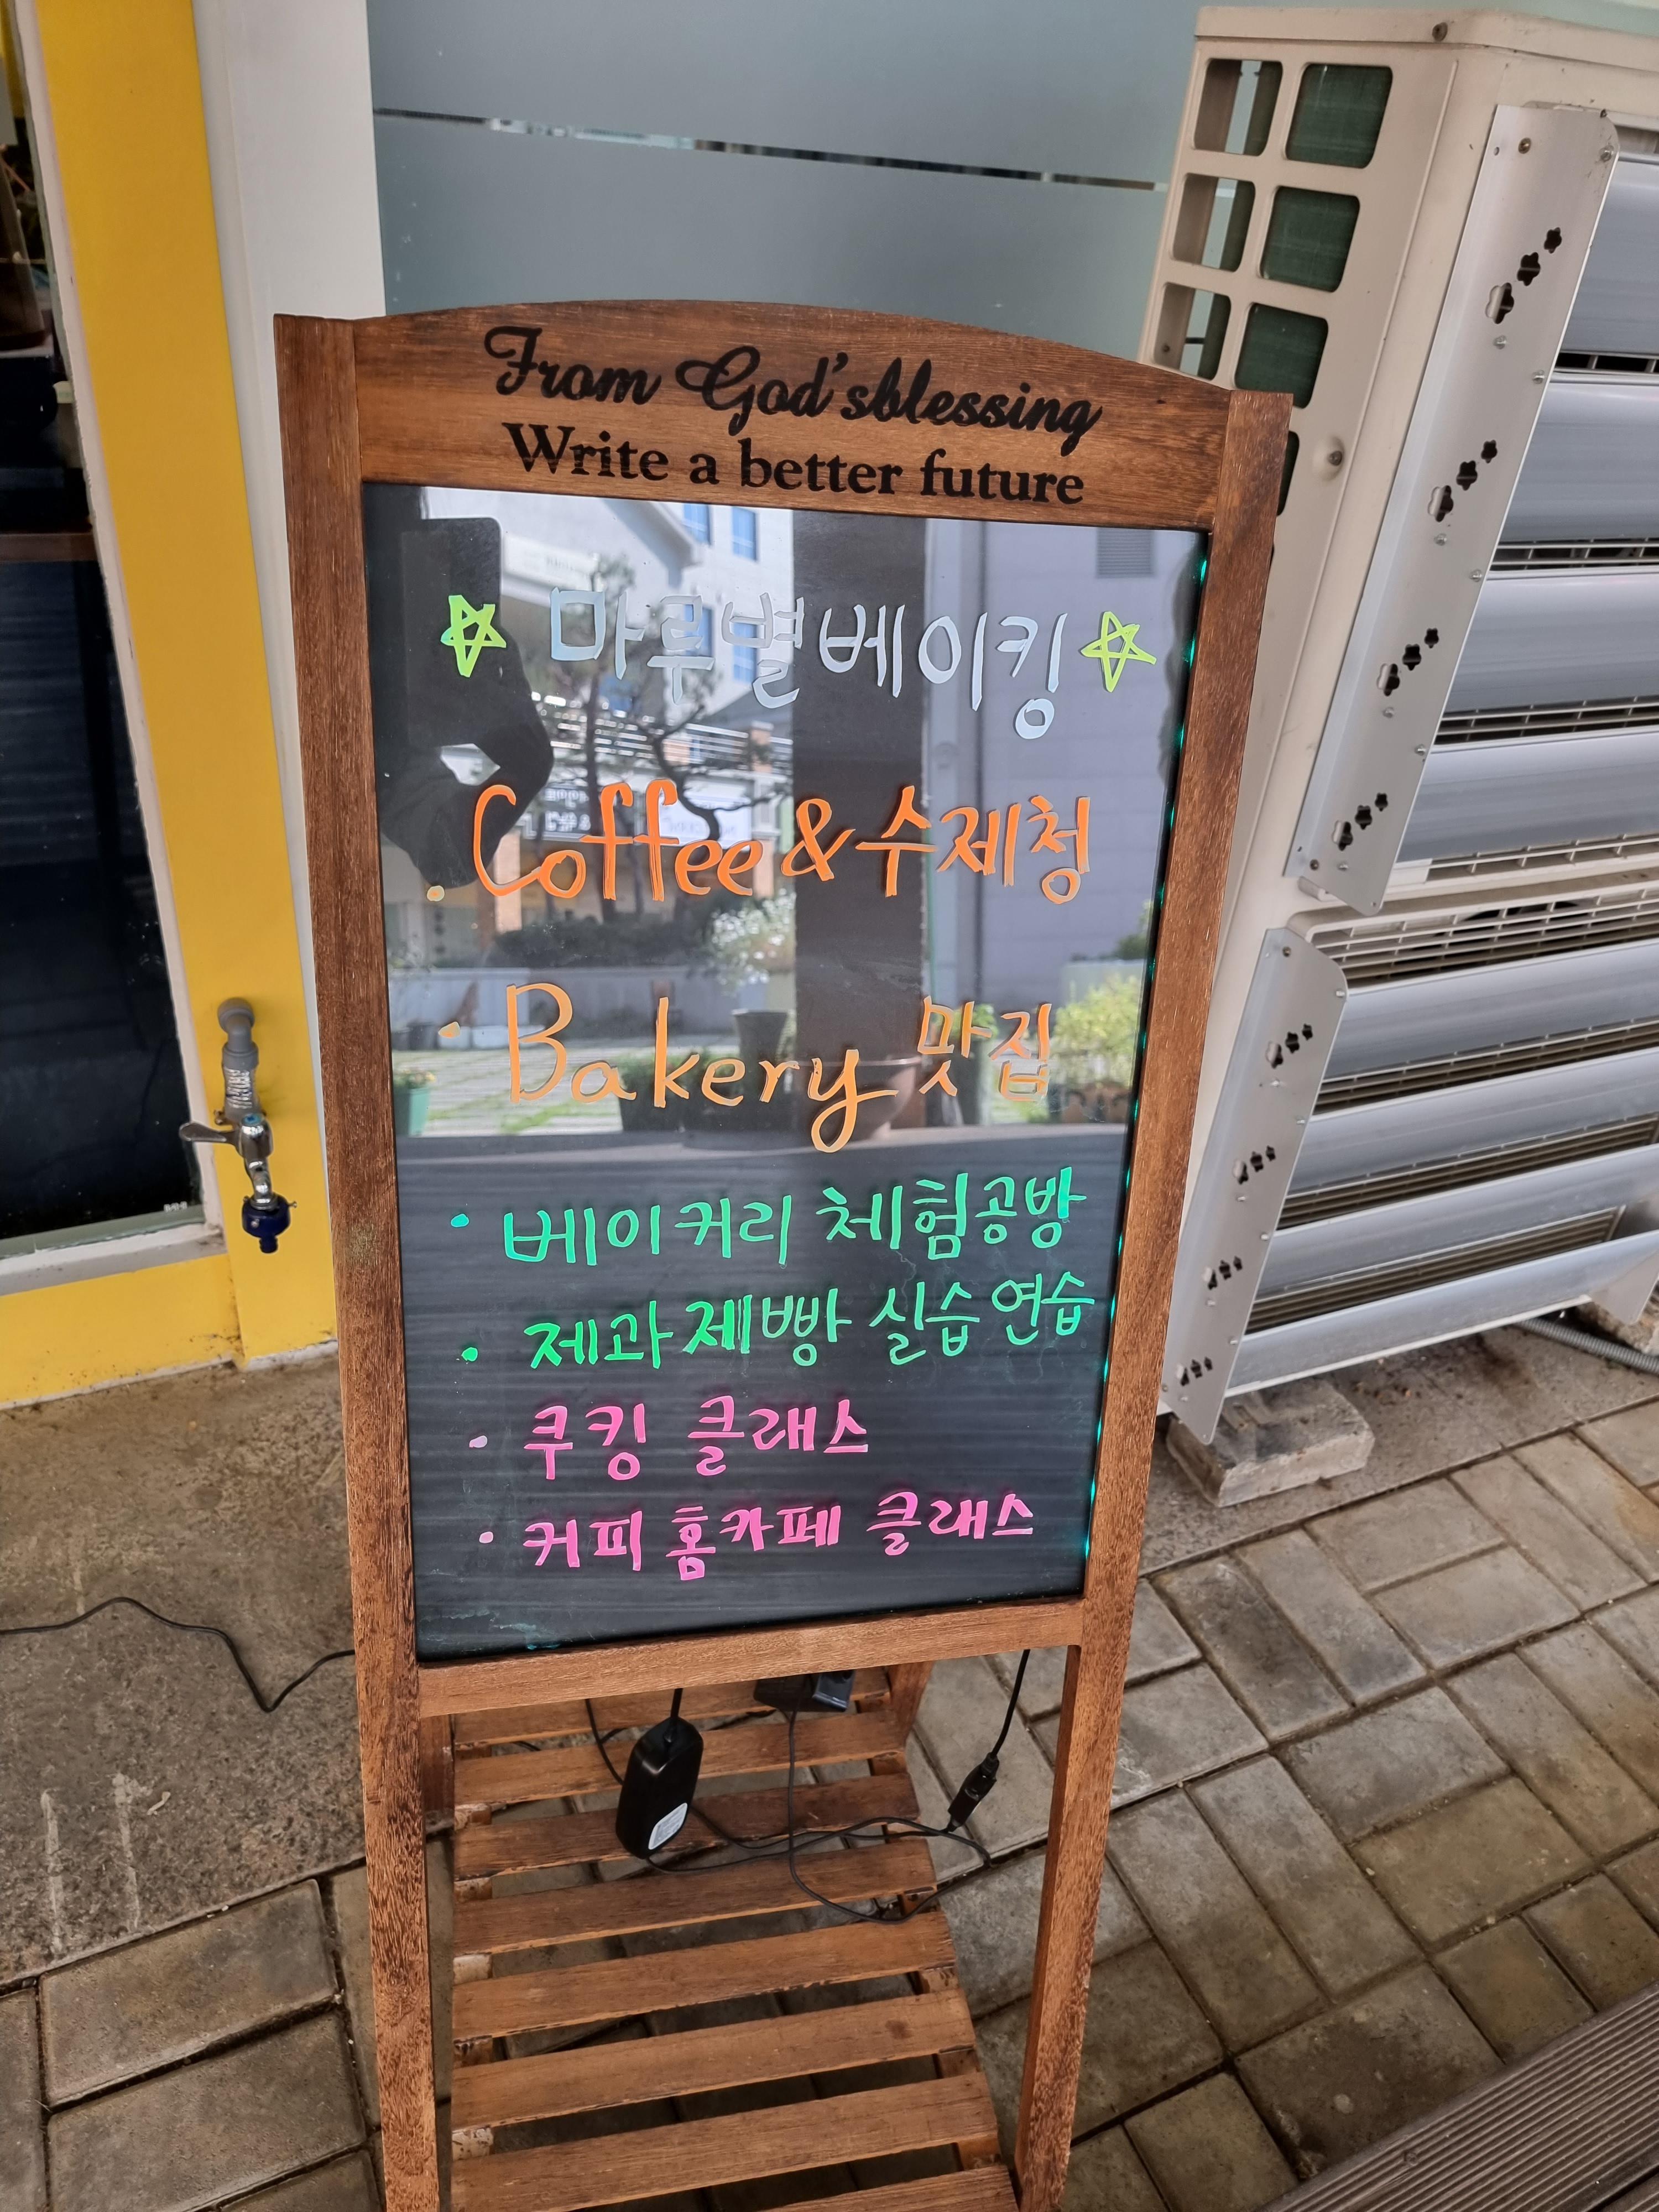 From God'sblessing
Write a better future
☆ 마루별베이킹 ☆
· Coffee & 수제청
· Bakery 맛집
· 베이커리 체험공방
· 제과제빵 실습연습
· 쿠킹 클래스
· 커피홈카페 클래스